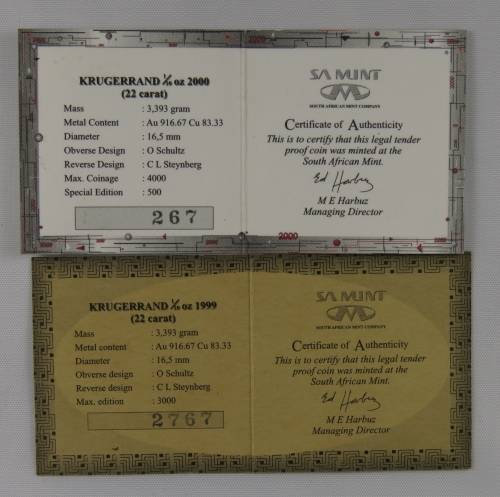 KRUGERRAND 1/10 oz 2000
(22 carat)
Mass : 3,393 gram
Metal Content : Au 916.67 Cu 83.33
Diameter : 16,5 mm
Obverse Design : O Schultz
Reverse Design : C L Steynberg
Max. Coinage : 4000
Special Edition : 500
267
SA MINT
SOUTH AFRICAN MINT COMPANY
Certificate of Authenticity
This is to certify that this legal tender
proof coin was minted at the
South African Mint.
Ed Harbuz
M E Harbuz
Managing Director
2000
2000
KRUGERRAND 1/10 oz 1999
(22 carat)
Mass : 3,393 gram
Metal content : Au 916.67 Cu 83.33
Diameter : 16,5 mm
Obverse design : O Schultz
Reverse design : C L Steynberg
Max. edition : 3000
2767
SA MINT
SOUTH AFRICAN MINT COMPANY
Certificate of Authenticity
This is to certify that this legal tender
proof coin was minted at the
South African Mint.
Ed Harbuz
M E Harbuz
Managing Director